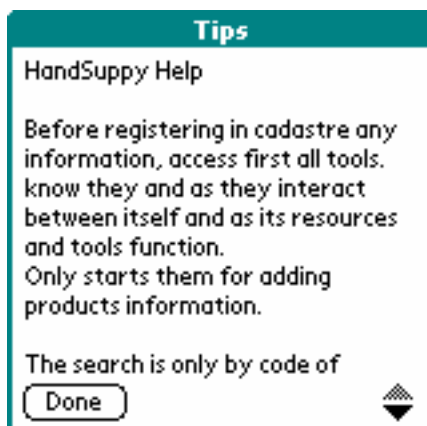 Tips
HandSuppy Help
Before registering in cadastre any
information, access first all tools.
know they and as they interact
between itself and as its resources
and tools function.
Only starts them for adding
products information.
The search is only by code of
Done